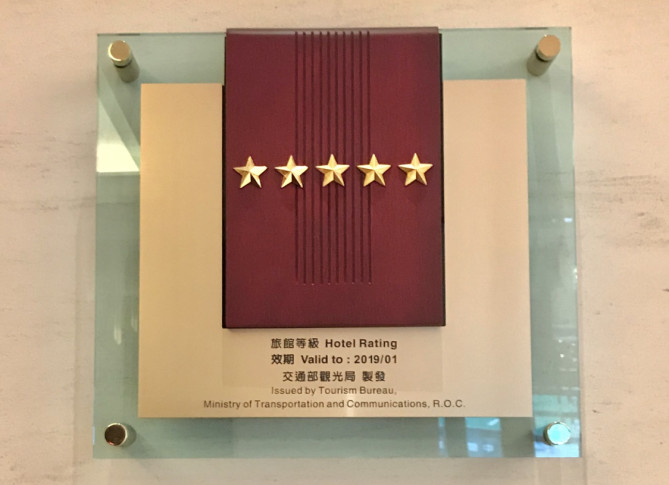 旅館等級 Hotel Rating
效期 Valid to : 2019/01
交通部觀光局 製發
Issued by Tourism Bureau,
Ministry of Transportation and Communications, R.O.C.